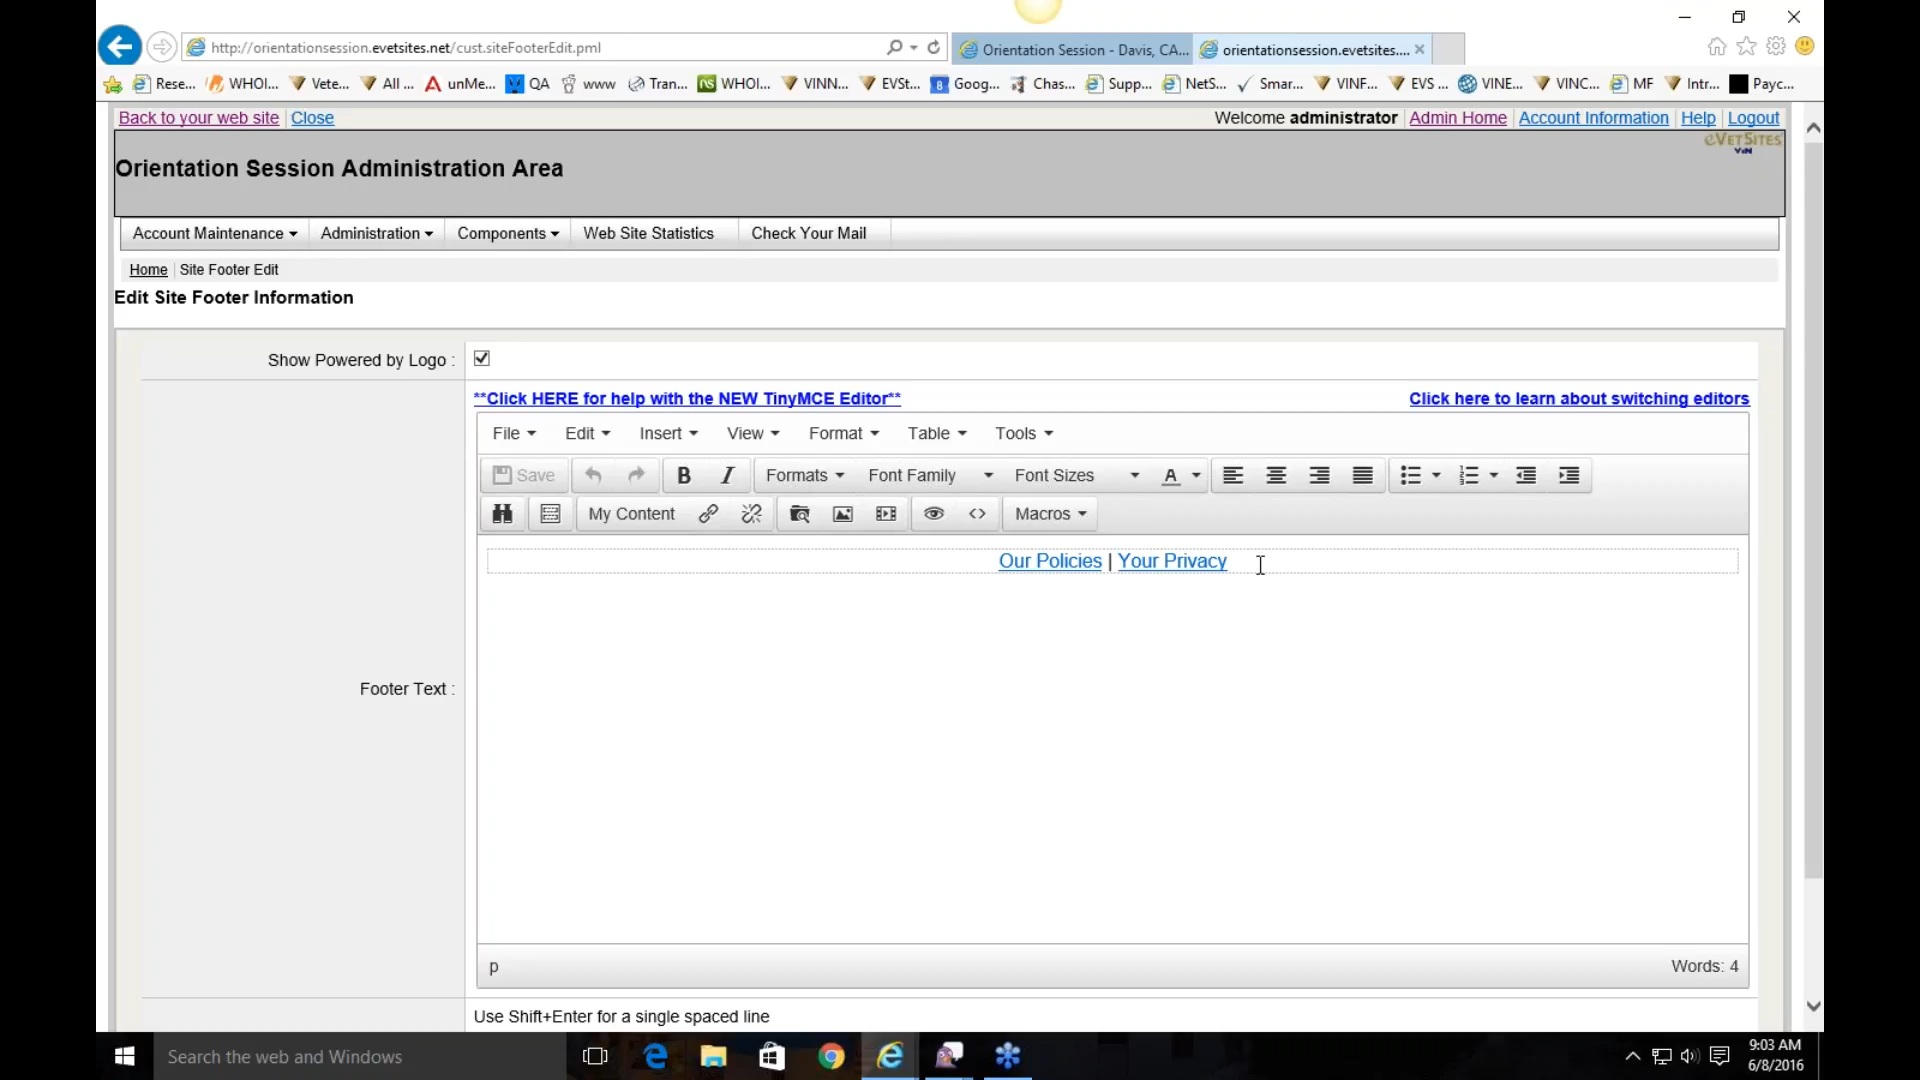 http://orientationsession.evetsites.net/cust.siteFooterEdit.pml
Orientation Session - Davis, CA...
orientationsession.evetsites....
Rese... WHOI... Vete... All ... unMe... QA www Tran... WHOI... VINN... EVSt... Goog... Chas... Supp... NetS... Smar... VINF... EVS ... VINE... VINC... MF Intr... Payc...
Back to your web site Close Welcome administrator Admin Home Account Information Help Logout
eVetSites
VIN
Orientation Session Administration Area
Account Maintenance Administration Components Web Site Statistics Check Your Mail
Home Site Footer Edit
Edit Site Footer Information
Show Powered by Logo :
**Click HERE for help with the NEW TinyMCE Editor** Click here to learn about switching editors
File Edit Insert View Format Table Tools
Save B I Formats Font Family Font Sizes A
My Content Macros
Our Policies | Your Privacy
Footer Text :
p Words: 4
Use Shift+Enter for a single spaced line
Search the web and Windows
9:03 AM
6/8/2016